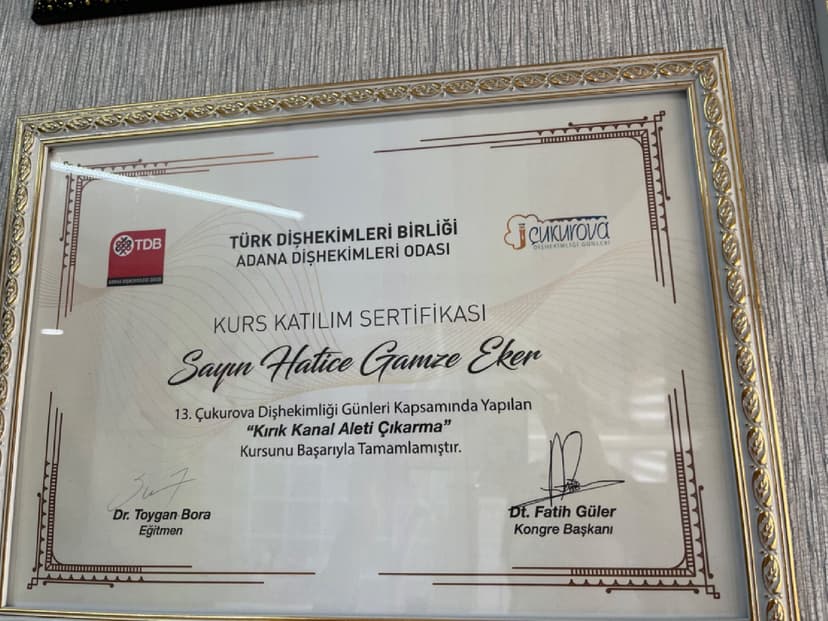 TDB
TÜRK DİŞHEKİMLERİ BİRLİĞİ
ADANA DİŞHEKİMLERİ ODASI
çukurova
DİŞHEKİMLİĞİ GÜNLERİ
KURS KATILIM SERTİFİKASI
Sayın Hatice Gamze Eker
13. Çukurova Dişhekimliği Günleri Kapsamında Yapılan
“Kırık Kanal Aleti Çıkarma”
Kursunu Başarıyla Tamamlamıştır.
Dr. Toygan Bora
Eğitmen
Dt. Fatih Güler
Kongre Başkanı